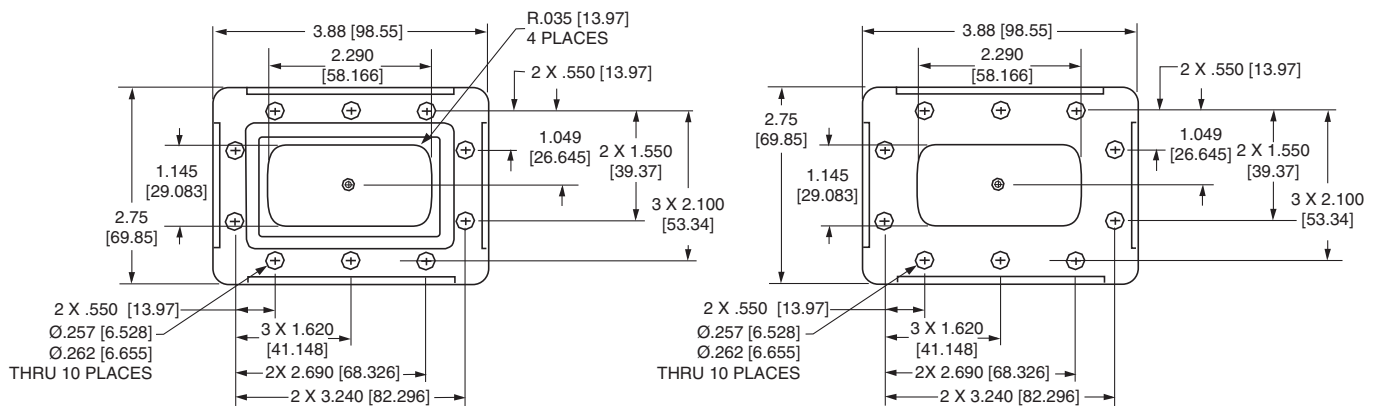 R.035 [13.97]
4 PLACES
3.88 [98.55]
2.290
[58.166]
2 X .550 [13.97]
1.049
[26.645]
2 X 1.550
[39.37]
1.145
[29.083]
3 X 2.100
[53.34]
2.75
[69.85]
2 X .550 [13.97]
Ø.257 [6.528]
Ø.262 [6.655]
THRU 10 PLACES
3 X 1.620
[41.148]
2X 2.690 [68.326]
2 X 3.240 [82.296]
3.88 [98.55]
2.290
[58.166]
2 X .550 [13.97]
2.75
[69.85]
1.049
[26.645]
2 X 1.550
[39.37]
1.145
[29.083]
3 X 2.100
[53.34]
2 X .550 [13.97]
Ø.257 [6.528]
Ø.262 [6.655]
THRU 10 PLACES
3 X 1.620
[41.148]
2X 2.690 [68.326]
2 X 3.240 [82.296]